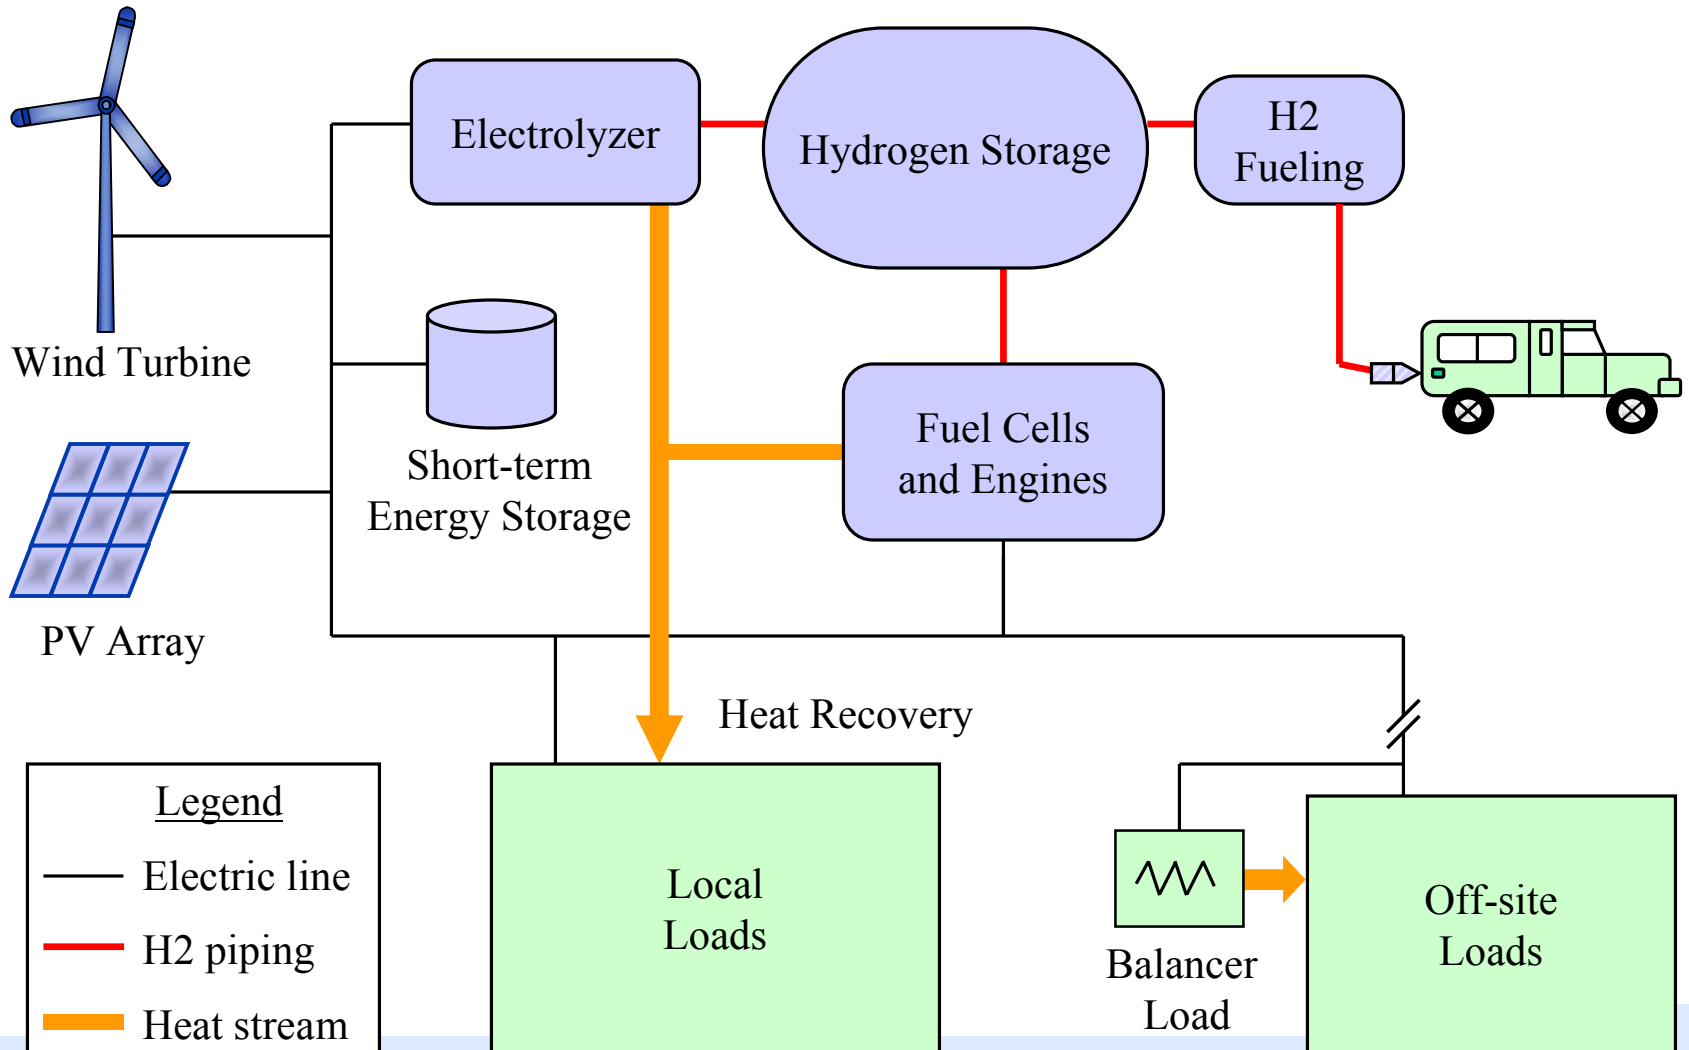 Electrolyzer
Hydrogen Storage
H2
Fueling
Wind Turbine
Short-term
Energy Storage
Fuel Cells
and Engines
PV Array
Heat Recovery
Legend
Electric line
H2 piping
Heat stream
Local
Loads
Balancer
Load
Off-site
Loads